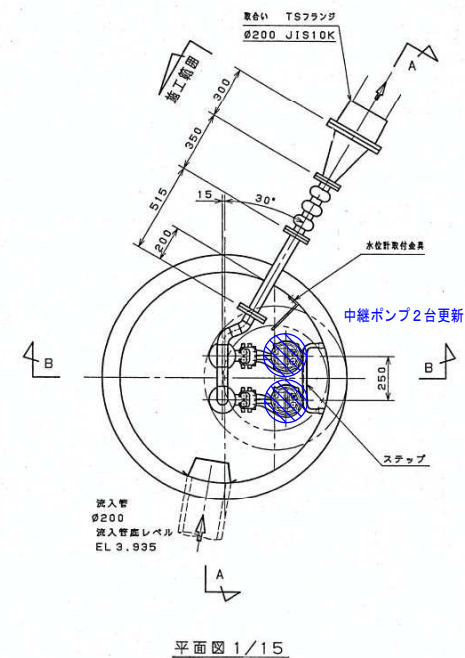 取合い TSフランジ
Ø200 JIS10K
A
施工範囲
300
350
515
200
15
30°
水位計取付金具
中継ポンプ2台更新
B
B
250
ステップ
流入管
Ø200
流入管底レベル
EL 3.935
A
平面図 1/15